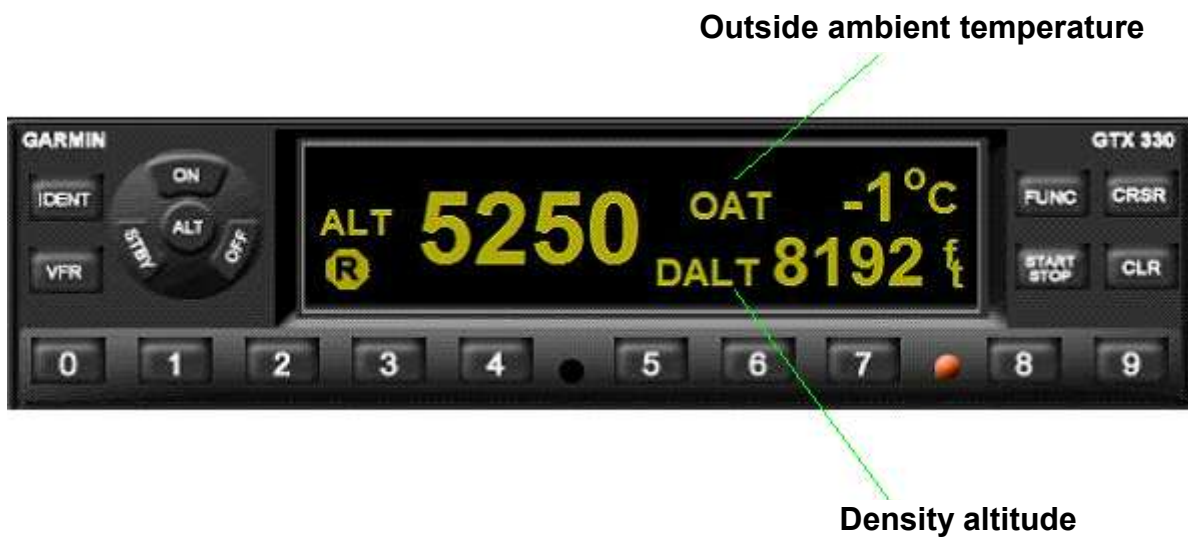 Outside ambient temperature
GARMIN
GTX 330
IDENT
ON
ALT
STBY
OFF
VFR
ALT
R
5250
OAT -1°C
DALT 8192 ft
FUNC
CRSR
START
STOP
CLR
0 1 2 3 4 5 6 7 8 9
Density altitude